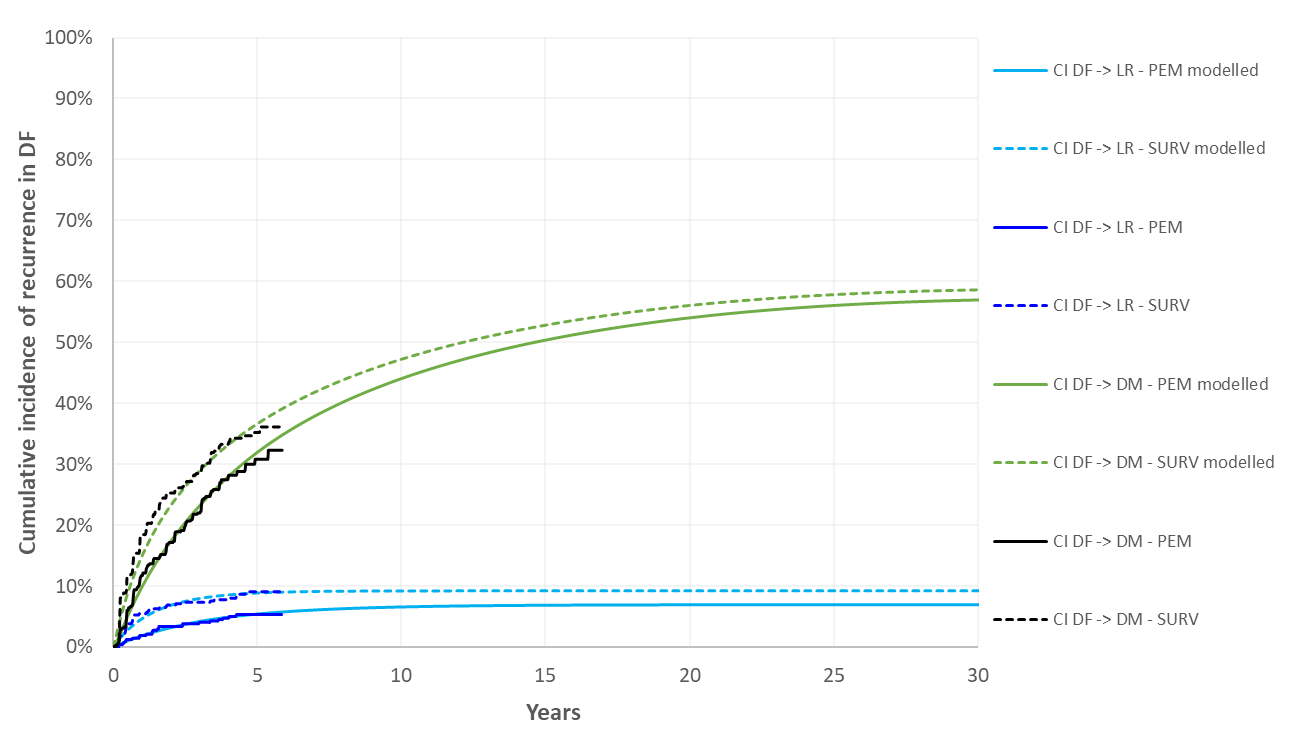 Cumulative incidence of recurrence in DF
100%
90%
80%
70%
60%
50%
40%
30%
20%
10%
0%
0 5 10 15 20 25 30
Years
CI DF -> LR - PEM modelled
CI DF -> LR - SURV modelled
CI DF -> LR - PEM
CI DF -> LR - SURV
CI DF -> DM - PEM modelled
CI DF -> DM - SURV modelled
CI DF -> DM - PEM
CI DF -> DM - SURV